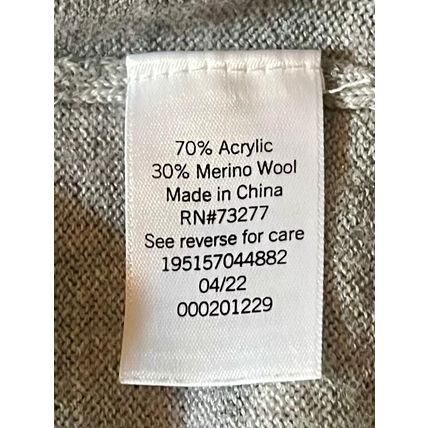 70% Acrylic
30% Merino Wool
Made in China
RN#73277
See reverse for care
195157044882
04/22
000201229